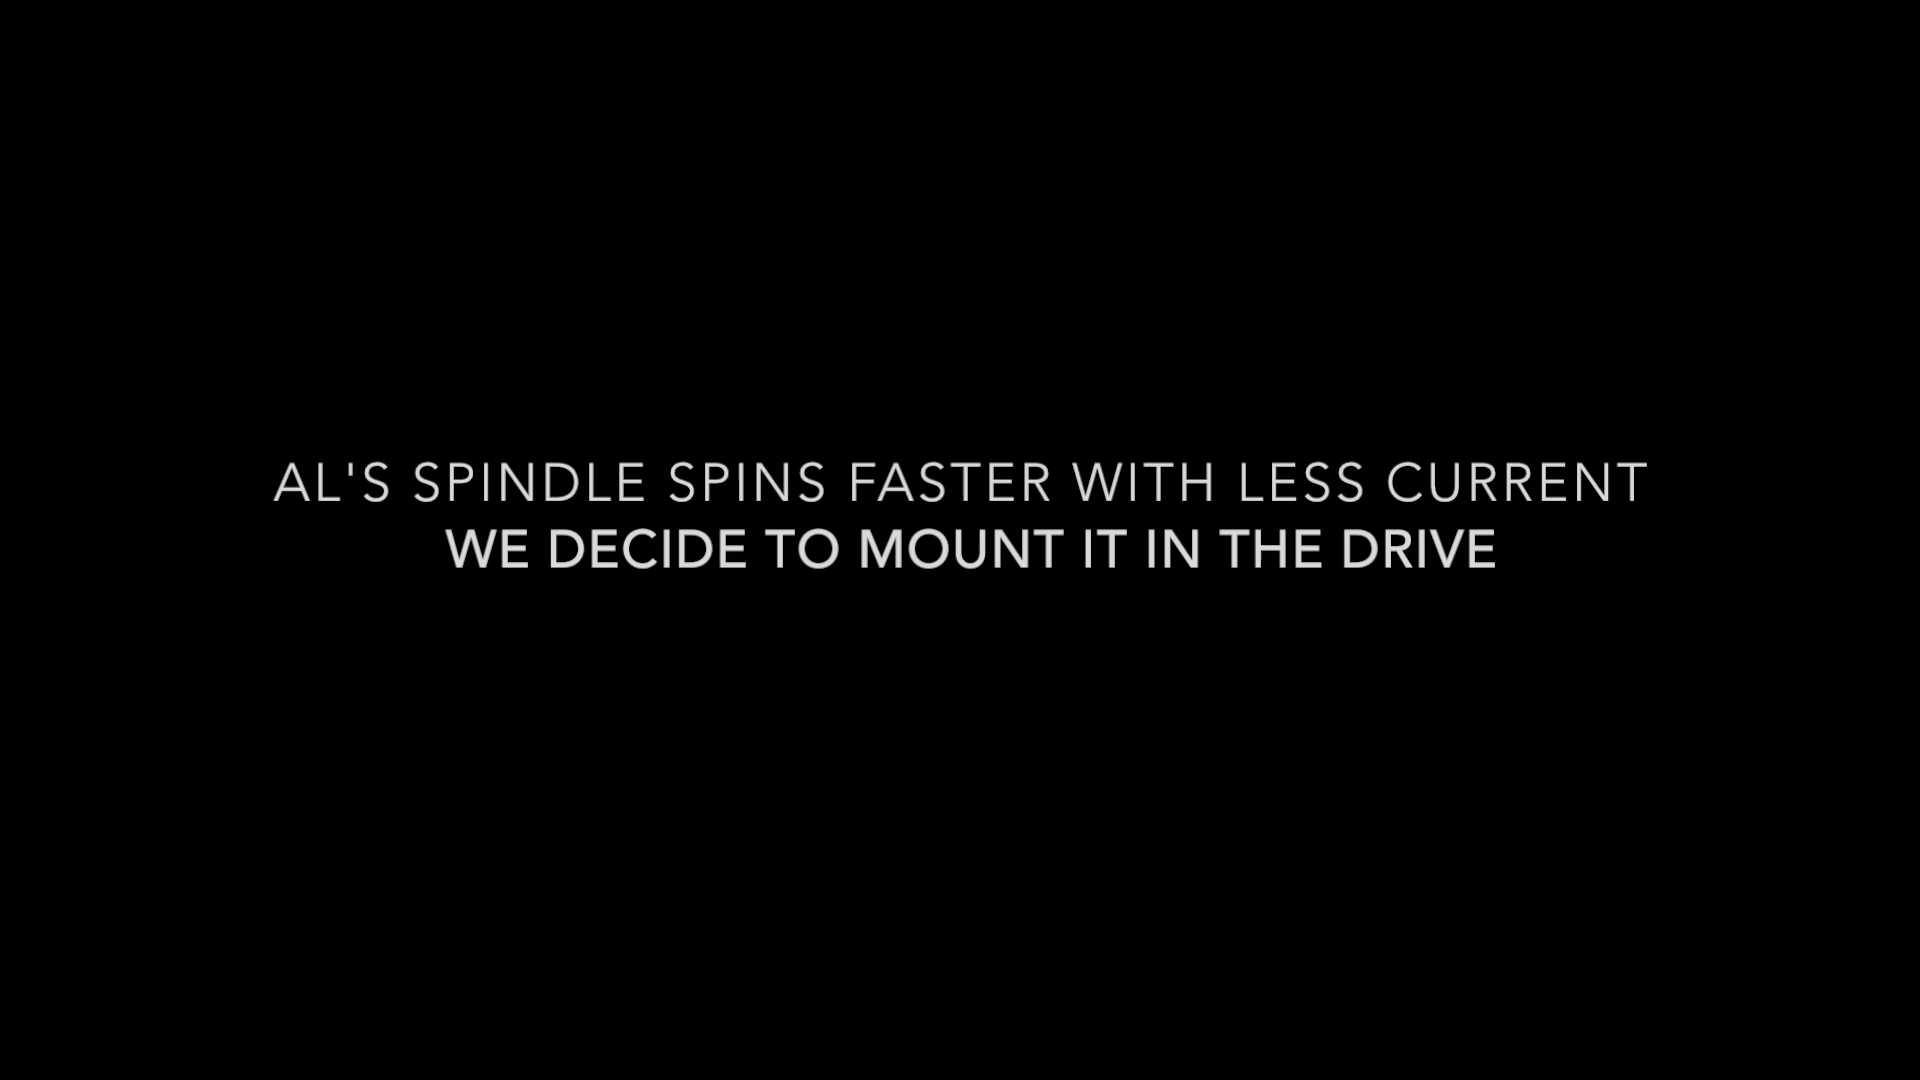 AL'S SPINDLE SPINS FASTER WITH LESS CURRENT
WE DECIDE TO MOUNT IT IN THE DRIVE